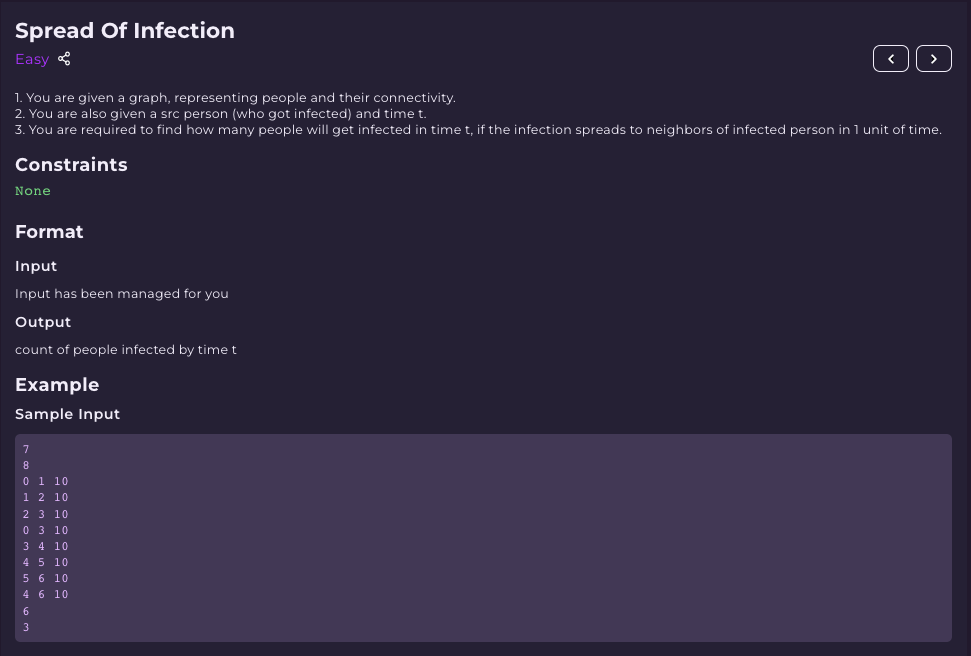 Spread Of Infection
Easy
1. You are given a graph, representing people and their connectivity.
2. You are also given a src person (who got infected) and time t.
3. You are required to find how many people will get infected in time t, if the infection spreads to neighbors of infected person in 1 unit of time.
Constraints
None
Format
Input
Input has been managed for you
Output
count of people infected by time t
Example
Sample Input
7
8
0 1 10
1 2 10
2 3 10
0 3 10
3 4 10
4 5 10
5 6 10
4 6 10
6
3